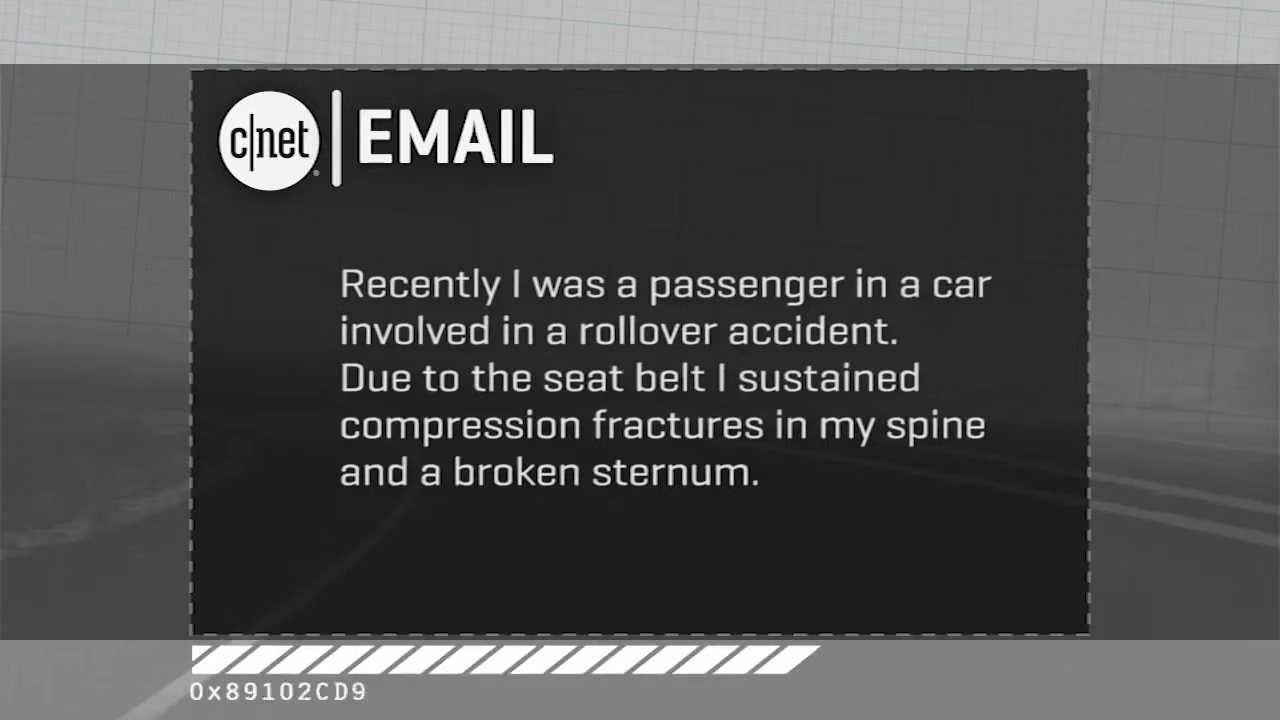 c|net | EMAIL
Recently I was a passenger in a car
involved in a rollover accident.
Due to the seat belt I sustained
compression fractures in my spine
and a broken sternum.
0x89102CD9